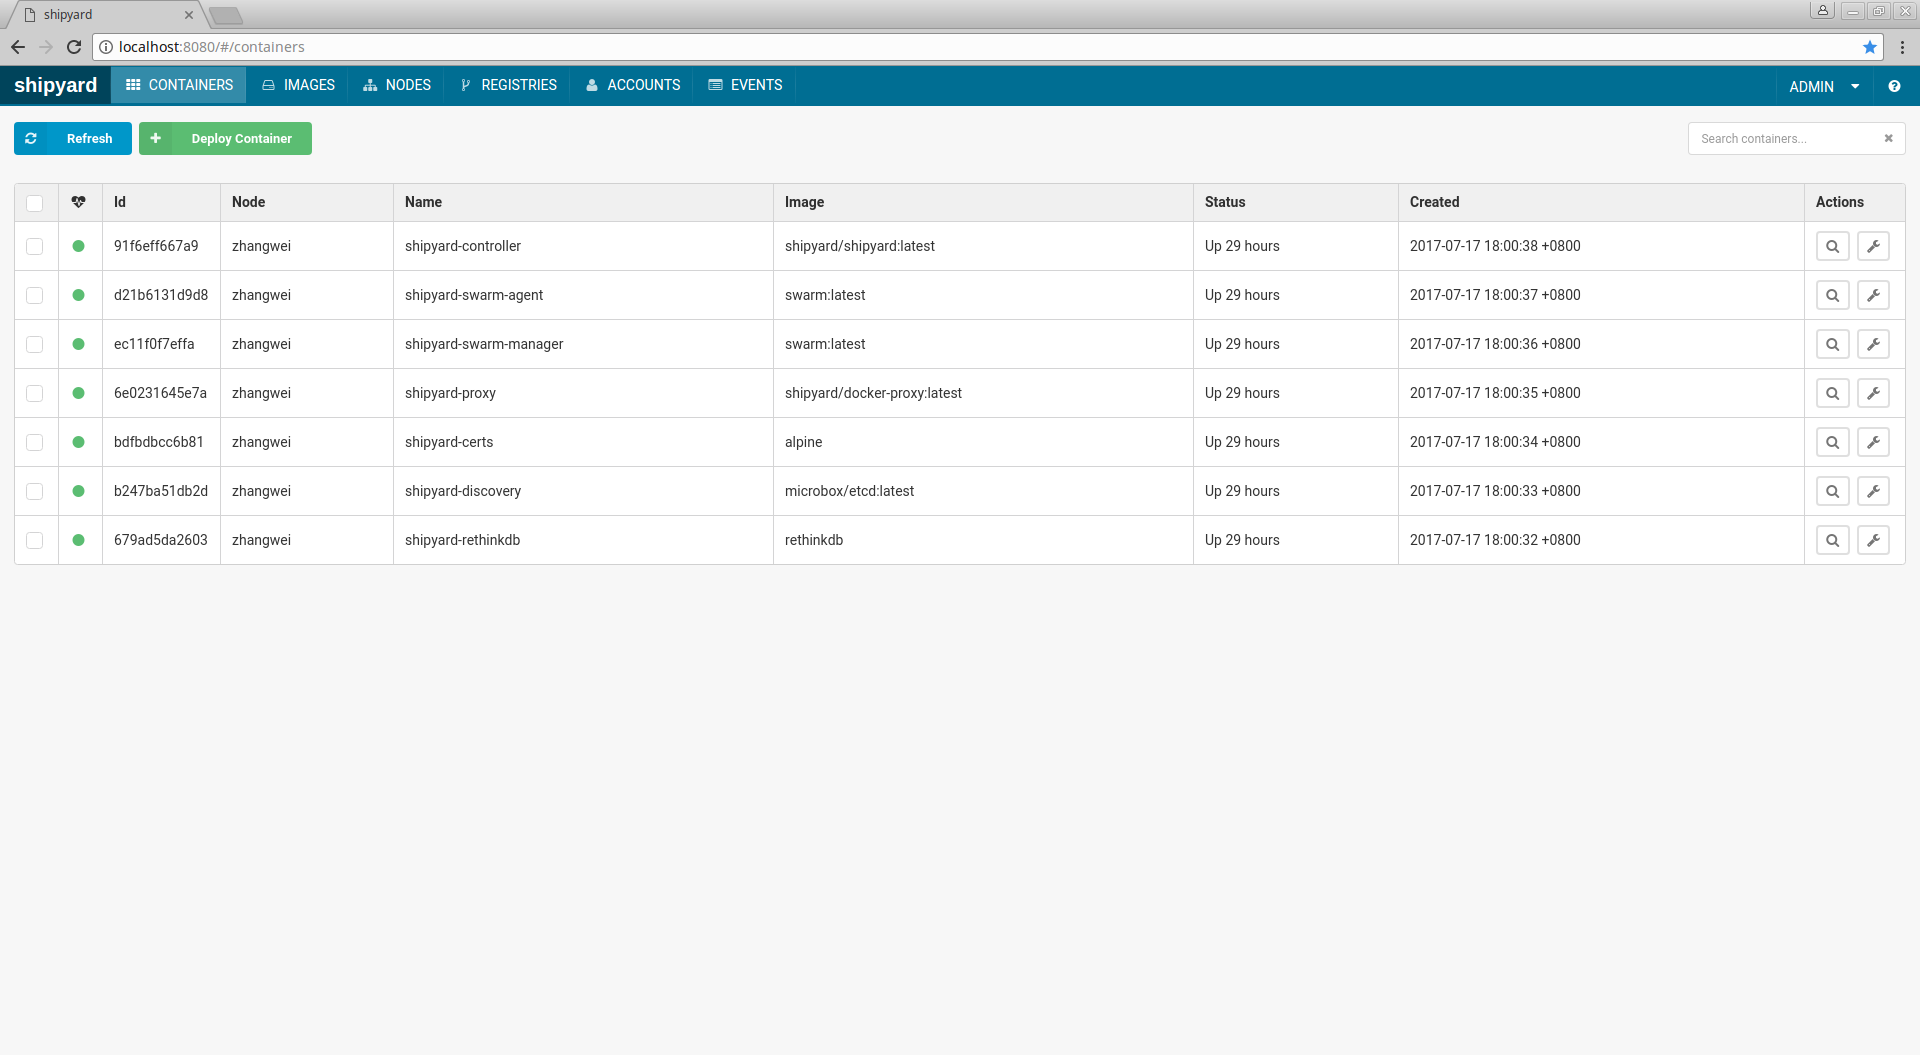 shipyard
localhost:8080/#/containers
shipyard CONTAINERS IMAGES NODES REGISTRIES ACCOUNTS EVENTS ADMIN
Refresh Deploy Container Search containers...
Id Node Name Image Status Created Actions
91f6eff667a9 zhangwei shipyard-controller shipyard/shipyard:latest Up 29 hours 2017-07-17 18:00:38 +0800
d21b6131d9d8 zhangwei shipyard-swarm-agent swarm:latest Up 29 hours 2017-07-17 18:00:37 +0800
ec11f0f7effa zhangwei shipyard-swarm-manager swarm:latest Up 29 hours 2017-07-17 18:00:36 +0800
6e0231645e7a zhangwei shipyard-proxy shipyard/docker-proxy:latest Up 29 hours 2017-07-17 18:00:35 +0800
bdfbdbcc6b81 zhangwei shipyard-certs alpine Up 29 hours 2017-07-17 18:00:34 +0800
b247ba51db2d zhangwei shipyard-discovery microbox/etcd:latest Up 29 hours 2017-07-17 18:00:33 +0800
679ad5da2603 zhangwei shipyard-rethinkdb rethinkdb Up 29 hours 2017-07-17 18:00:32 +0800